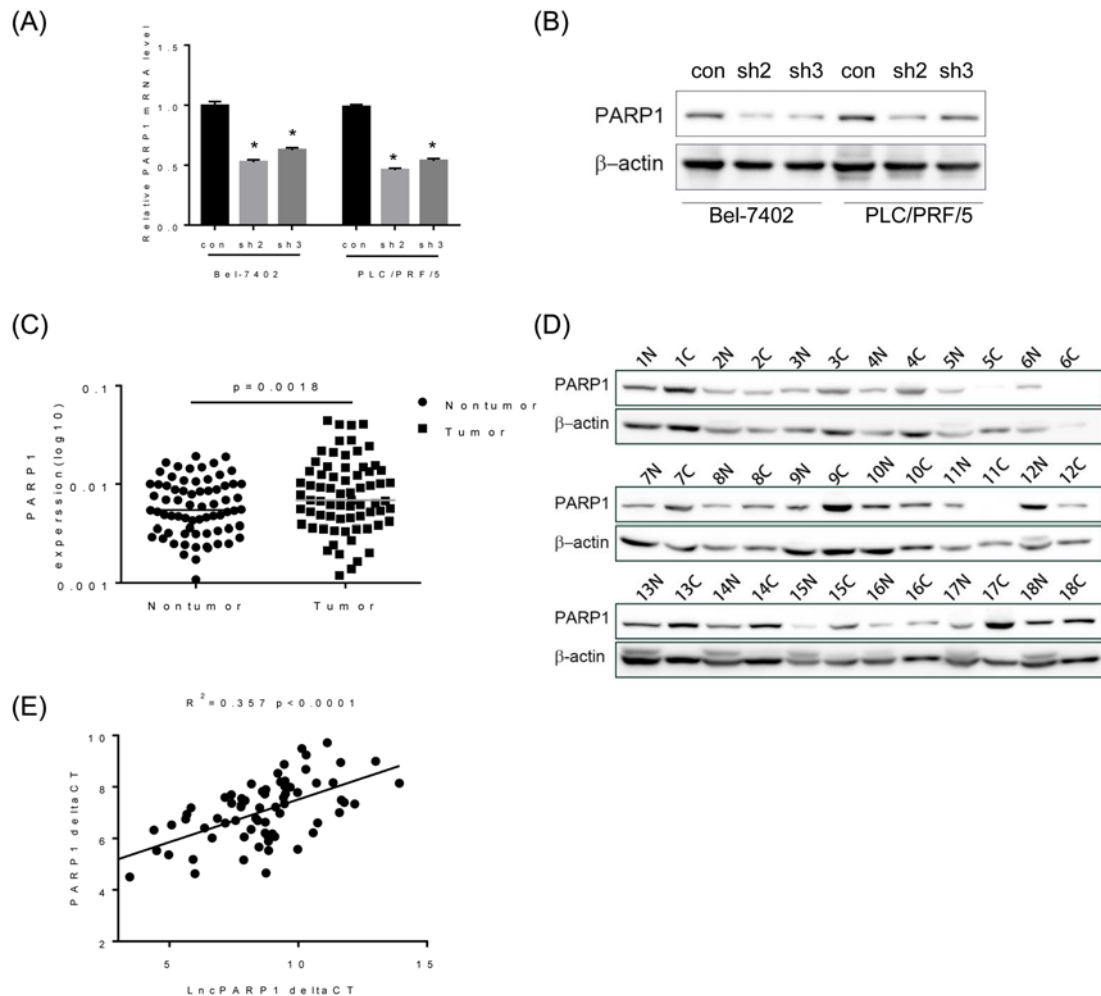 (A)
Relative PARP1 mRNA level
1.5
1.0
0.5
0.0
* * * *
con sh2 sh3 con sh2 sh3
Bel-7402 PLC/PRF/5
(B)
con sh2 sh3 con sh2 sh3
PARP1
β–actin
Bel-7402 PLC/PRF/5
(C)
PARP1
experssion(log10)
0.1
0.01
0.001
p=0.0018
Nontumor
Tumor
Nontumor Tumor
(D)
1N 1C 2N 2C 3N 3C 4N 4C 5N 5C 6N 6C
PARP1
β–actin
7N 7C 8N 8C 9N 9C 10N 10C 11N 11C 12N 12C
PARP1
β–actin
13N 13C 14N 14C 15N 15C 16N 16C 17N 17C 18N 18C
PARP1
β-actin
(E)
R²=0.357 p<0.0001
PARP1 deltaCT
10
8
6
4
2
5 10 15
LncPARP1 deltaCT